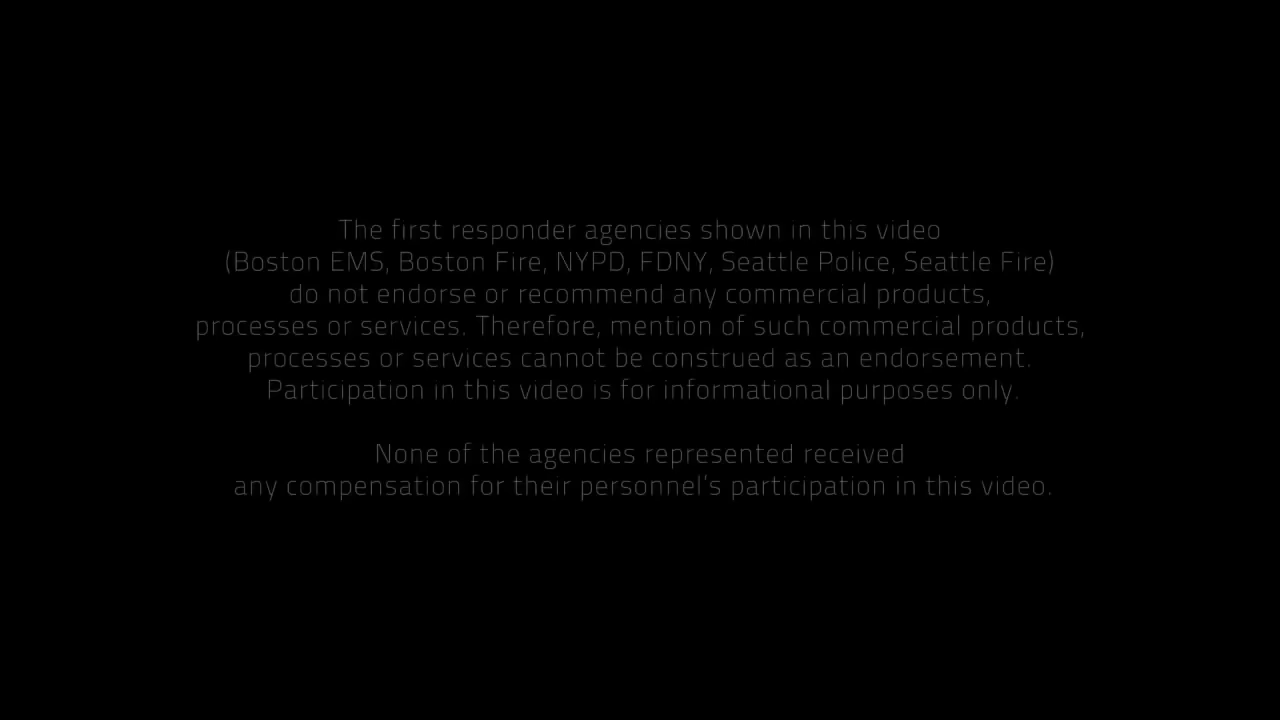 The first responder agencies shown in this video
(Boston EMS, Boston Fire, NYPD, FDNY, Seattle Police, Seattle Fire)
do not endorse or recommend any commercial products,
processes or services. Therefore, mention of such commercial products,
processes or services cannot be construed as an endorsement.
Participation in this video is for informational purposes only.
None of the agencies represented received
any compensation for their personnel's participation in this video.